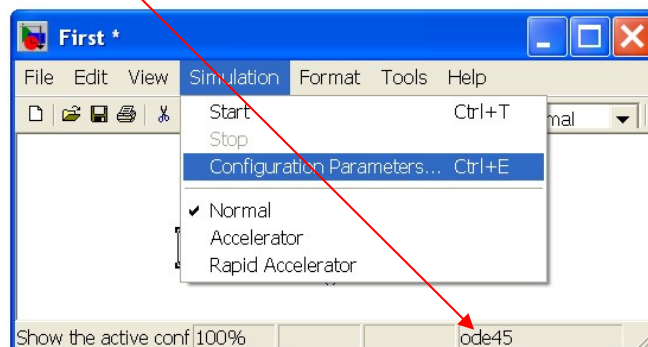 First *
File Edit View Simulation Format Tools Help
Start Ctrl+T
Stop
Configuration Parameters... Ctrl+E
Normal
Accelerator
Rapid Accelerator
Show the active conf 100% ode45